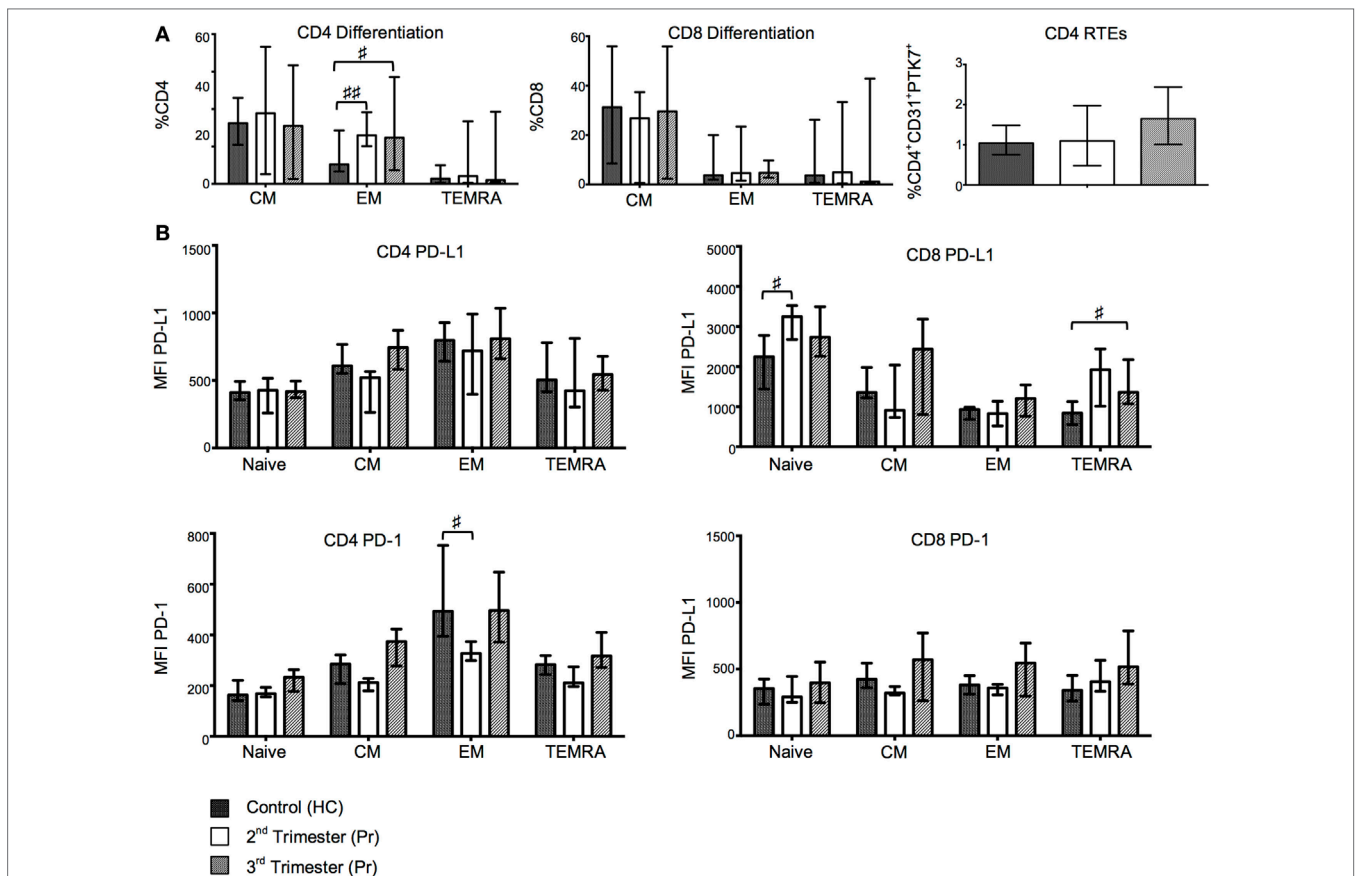 A
CD4 Differentiation
%CD4
60
40
20
0
♯
♯♯
CM EM TEMRA
CD8 Differentiation
%CD8
60
40
20
0
CM EM TEMRA
CD4 RTEs
%CD4+CD31+PTK7+
3
2
1
0
B
CD4 PD-L1
MFI PD-L1
1500
1000
500
0
Naive CM EM TEMRA
CD8 PD-L1
MFI PD-L1
5000
4000
3000
2000
1000
0
♯
♯
Naive CM EM TEMRA
CD4 PD-1
MFI PD-1
800
600
400
200
0
♯
Naive CM EM TEMRA
CD8 PD-1
MFI PD-L1
1500
1000
500
0
Naive CM EM TEMRA
Control (HC)
2nd Trimester (Pr)
3rd Trimester (Pr)